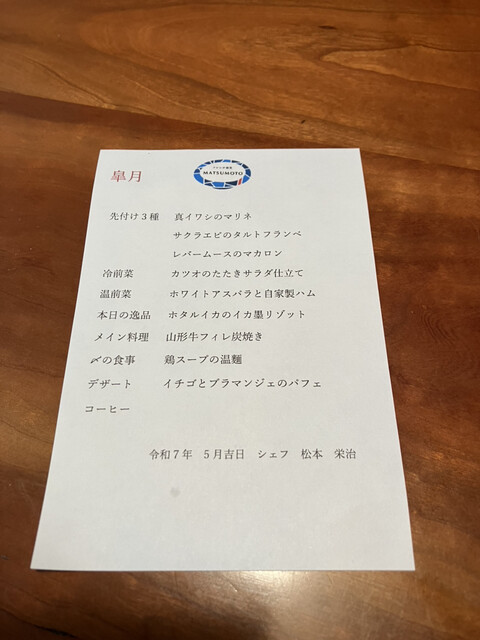 皐月
MATSUMOTO
先付け３種　真イワシのマリネ
サクラエビのタルトフランベ
レバームースのマカロン
冷前菜　カツオのたたきサラダ仕立て
温前菜　ホワイトアスパラと自家製ハム
本日の逸品　ホタルイカのイカ墨リゾット
メイン料理　山形牛フィレ炭焼き
〆の食事　鶏スープの温麺
デザート　イチゴとブラマンジェのパフェ
コーヒー
令和７年　５月吉日　シェフ　松本　栄治